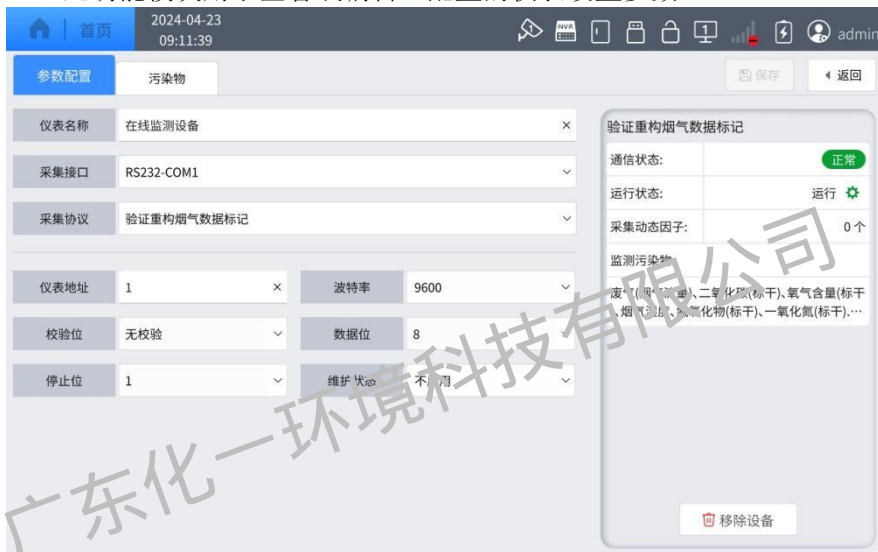 首页
2024-04-23
09:11:39
NVR
1
admin
参数配置
污染物
保存
返回
仪表名称
在线监测设备
采集接口
RS232-COM1
采集协议
验证重构烟气数据标记
仪表地址
1
波特率
9600
校验位
无校验
数据位
8
停止位
1
维护状态
验证重构烟气数据标记
通信状态:
正常
运行状态:
运行
采集动态因子:
0个
监测污染物
二氧化碳(标干)、氧气含量(标干
化物(标干)、一氧化氮(标干)....
移除设备
广东化一环境科技有限公司